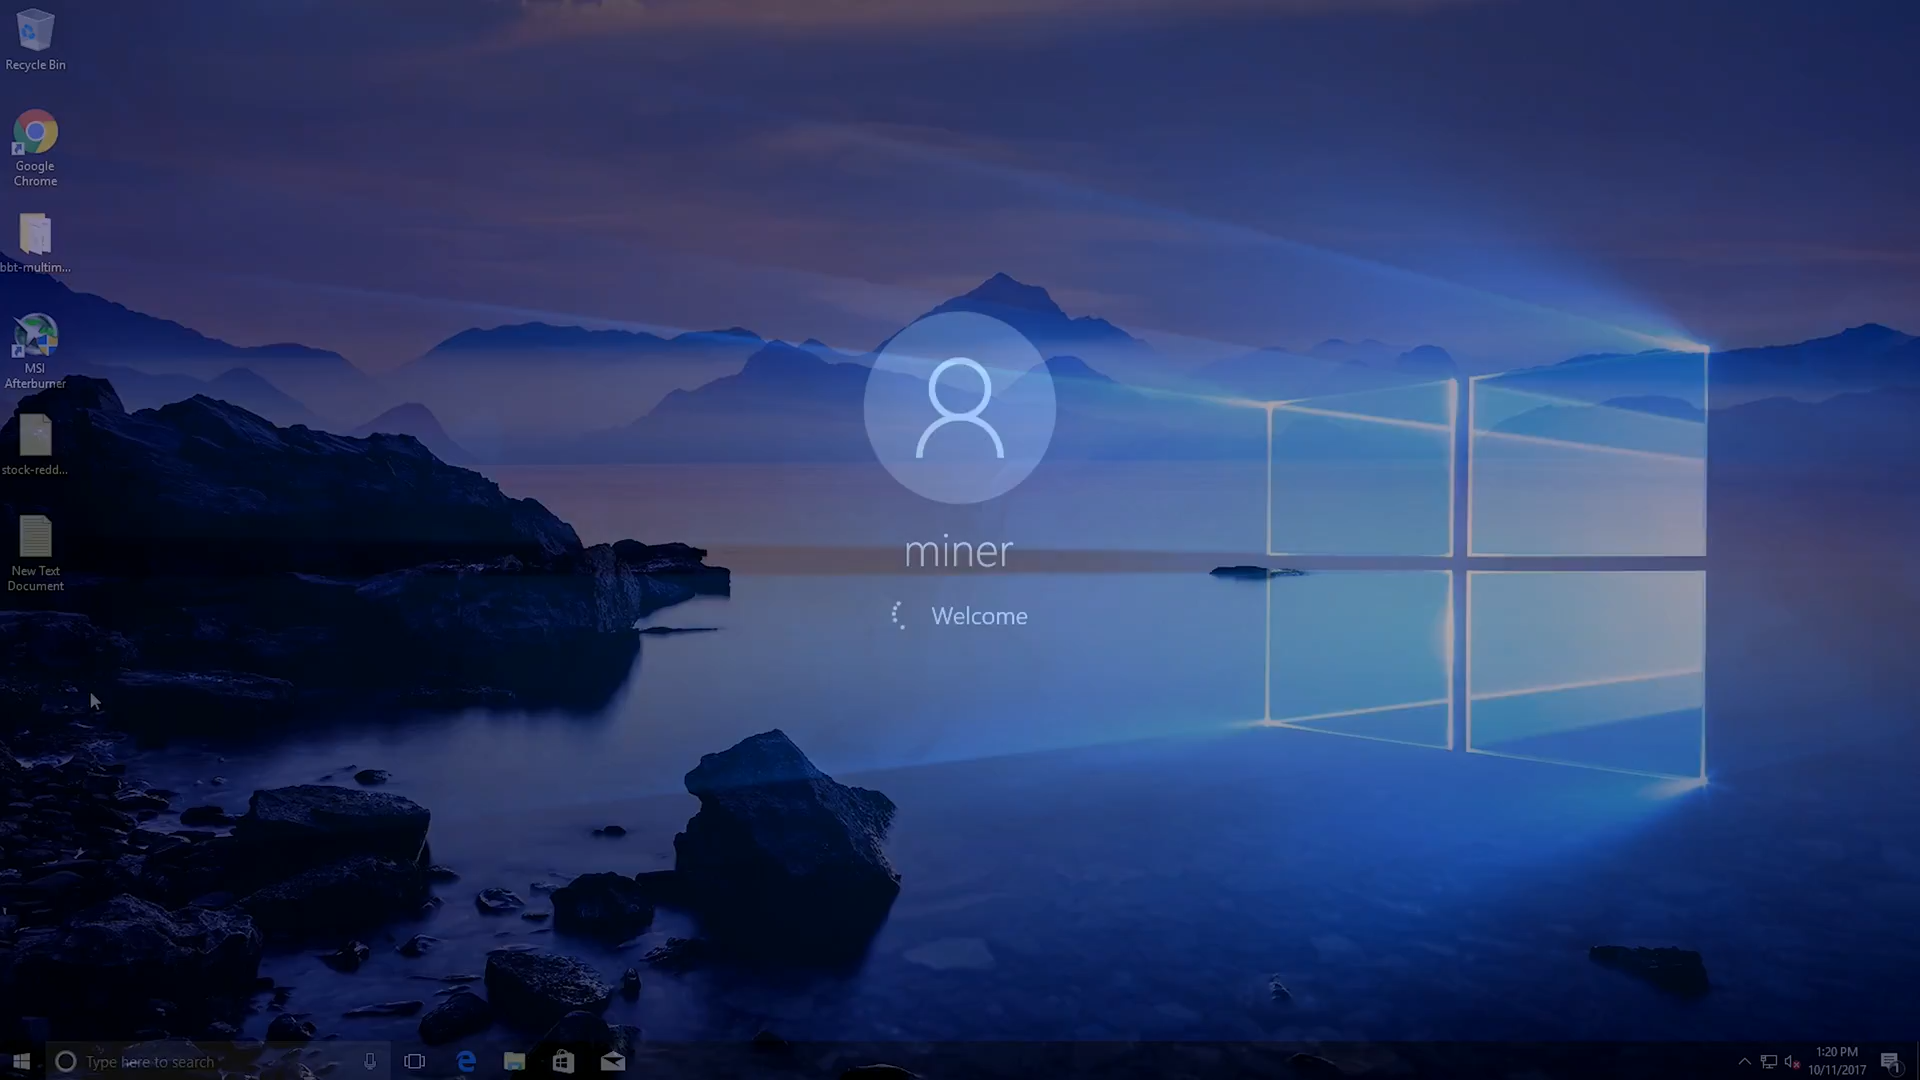 Recycle Bin
Google
Chrome
bbt-multim...
MSI
Afterburner
stock-redd...
New Text
Document
miner
Welcome
Type here to search
1:20 PM
10/11/2017
1